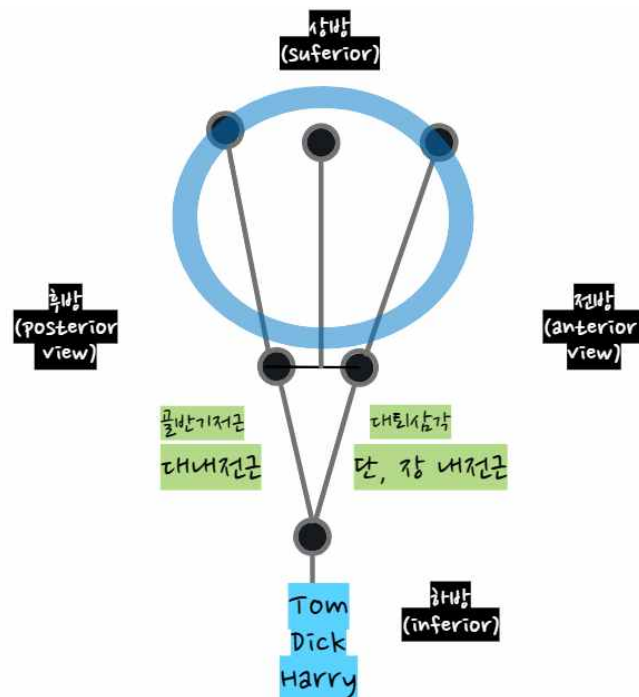 상방
(suferior)
후방
(posterior
view)
전방
(anterior
view)
골반기저근
대내전근
대퇴삼각
단, 장 내전근
Tom
Dick
Harry
하방
(inferior)